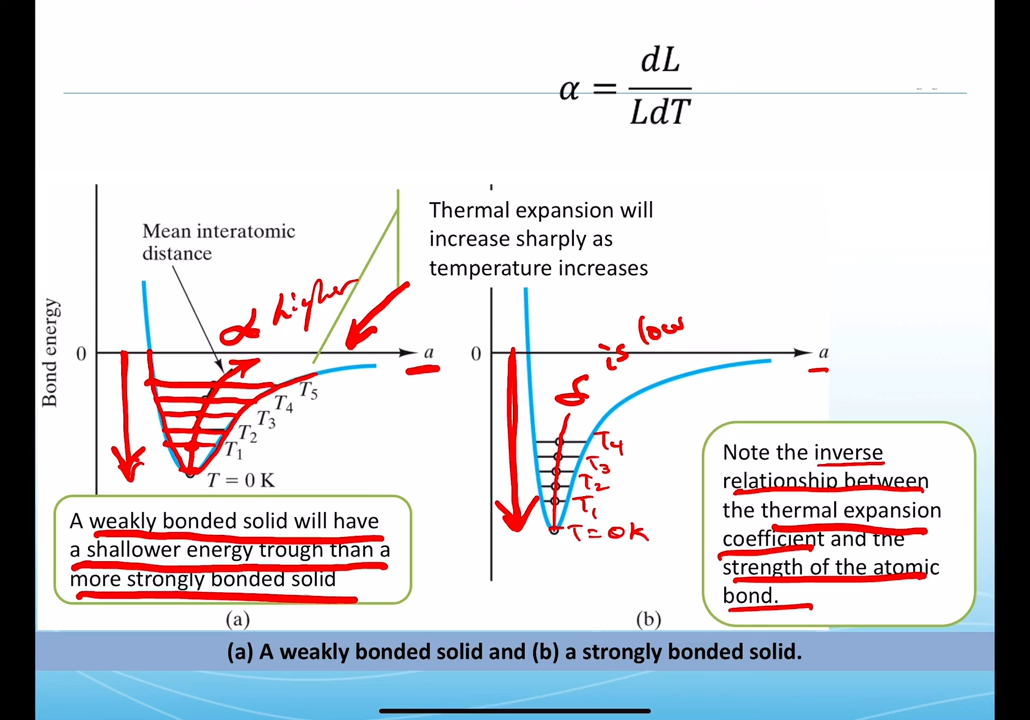 α = dL
LdT
Thermal expansion will
increase sharply as
temperature increases
Mean interatomic
distance
α higher
Bond energy
0
a
T5
T4
T3
T2
T1
T = 0 K
A weakly bonded solid will have
a shallower energy trough than a
more strongly bonded solid
(a)
is low
0
a
T4
T3
T2
T1
T = 0K
(b)
Note the inverse
relationship between
the thermal expansion
coefficient and the
strength of the atomic
bond.
(a) A weakly bonded solid and (b) a strongly bonded solid.